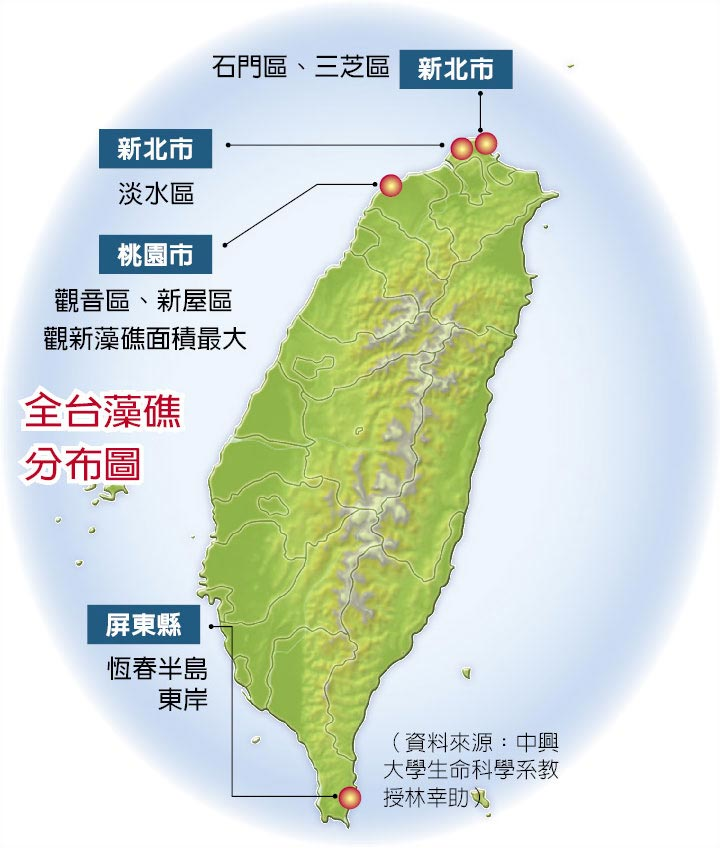 石門區、三芝區 新北市
新北市
淡水區
桃園市
觀音區、新屋區
觀新藻礁面積最大
全台藻礁
分布圖
屏東縣
恆春半島
東岸
（資料來源：中興
大學生命科學系教
授林幸助）